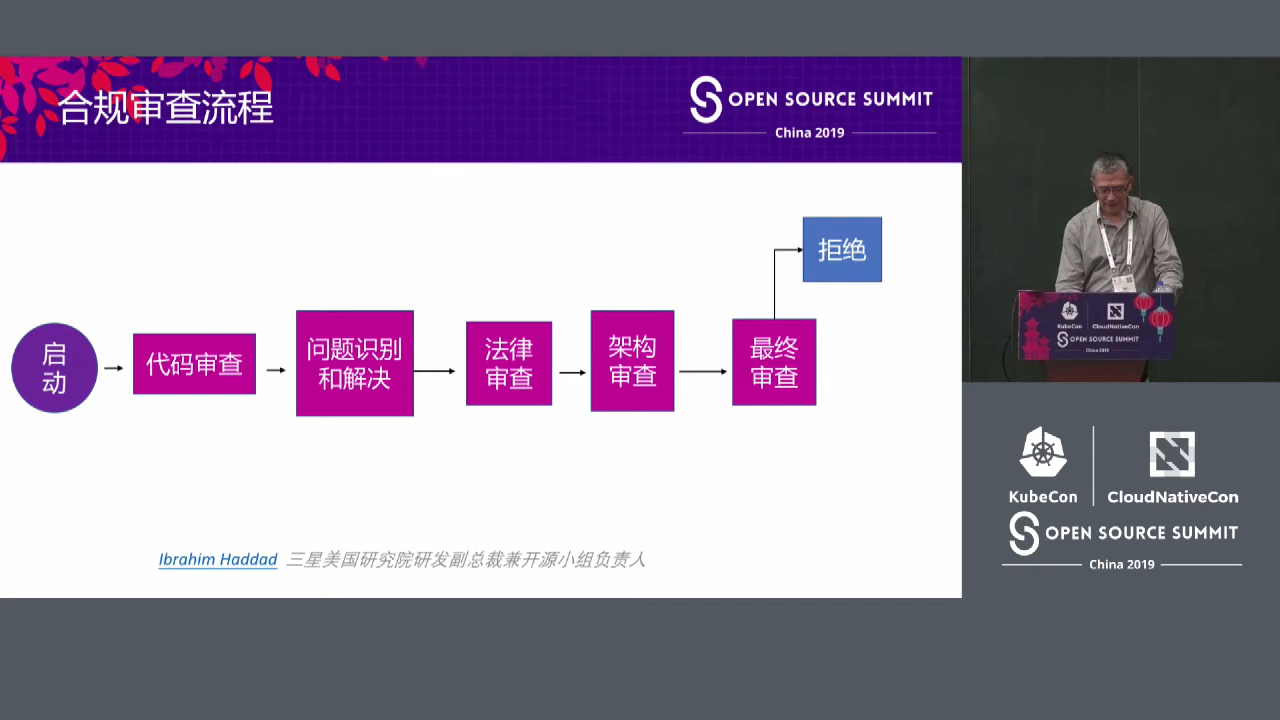 合规审查流程
OPEN SOURCE SUMMIT
China 2019
拒绝
启
动
代码审查
问题识别
和解决
法律
审查
架构
审查
最终
审查
Ibrahim Haddad 三星美国研究院研发副总裁兼开源小组负责人
KubeCon
CloudNativeCon
OPEN SOURCE SUMMIT
China 2019
KubeCon
CloudNativeCon
OPEN SOURCE SUMMIT
China 2019